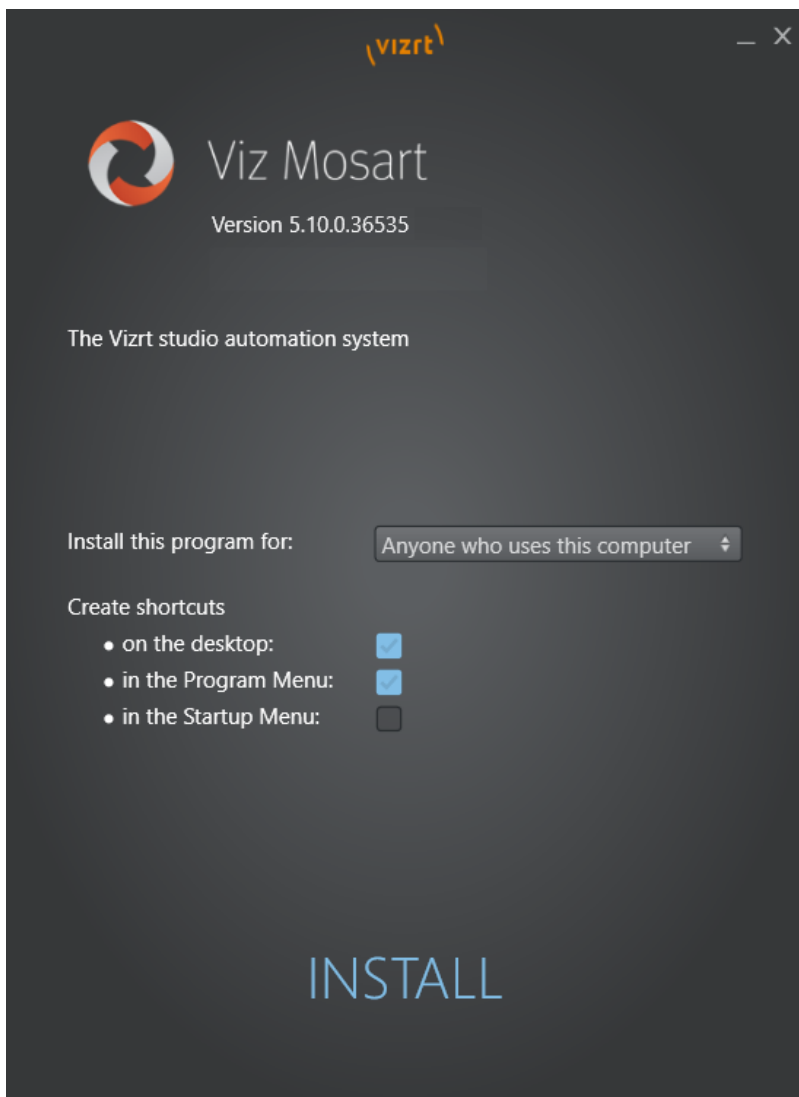 vizrt
Viz Mosart
Version 5.10.0.36535
The Vizrt studio automation system
Install this program for: Anyone who uses this computer
Create shortcuts
• on the desktop:
• in the Program Menu:
• in the Startup Menu:
INSTALL